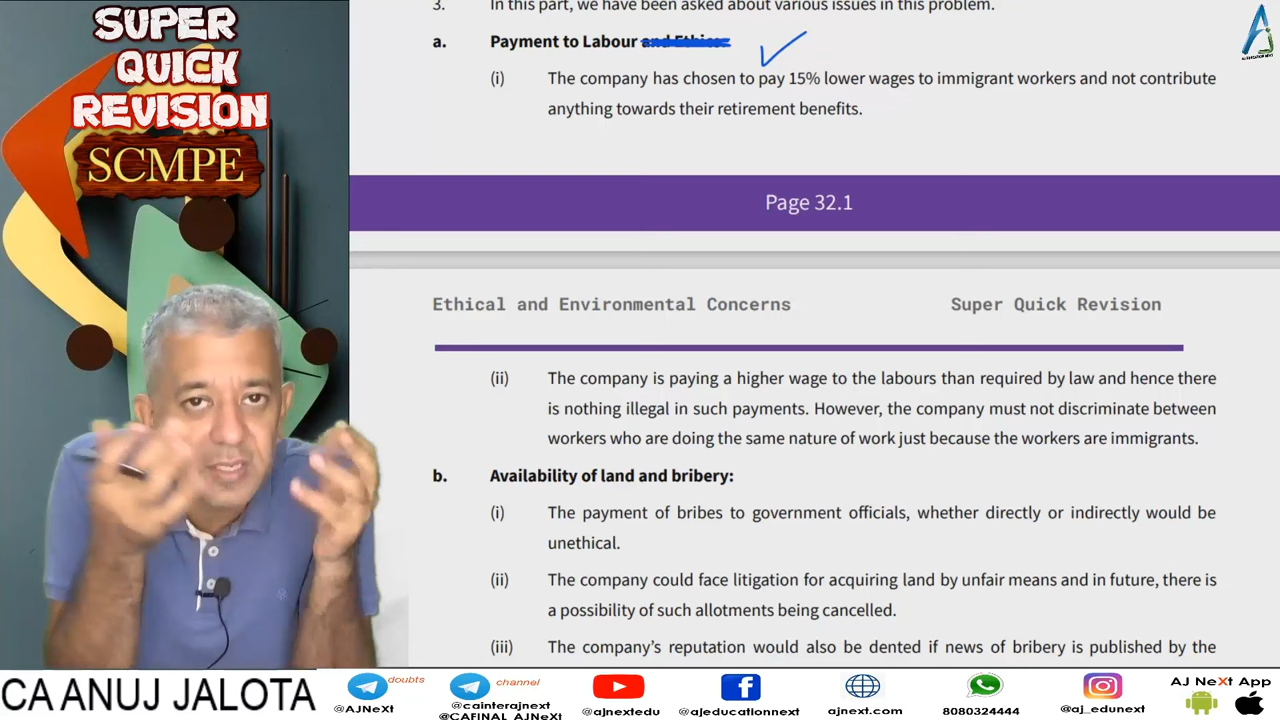 SUPER
QUICK
REVISION
SCMPE
3. In this part, we have been asked about various issues in this problem.
a. Payment to Labour and Ethics
(i) The company has chosen to pay 15% lower wages to immigrant workers and not contribute
anything towards their retirement benefits.
Page 32.1
Ethical and Environmental Concerns Super Quick Revision
(ii) The company is paying a higher wage to the labours than required by law and hence there
is nothing illegal in such payments. However, the company must not discriminate between
workers who are doing the same nature of work just because the workers are immigrants.
b. Availability of land and bribery:
(i) The payment of bribes to government officials, whether directly or indirectly would be
unethical.
(ii) The company could face litigation for acquiring land by unfair means and in future, there is
a possibility of such allotments being cancelled.
(iii) The company's reputation would also be dented if news of bribery is published by the
CA ANUJ JALOTA
doubts
@AJNeXt
channel
@cainterajnext
@CAFINAL_AJNeXt
@ajnextedu
@ajeducationnext
ajnext.com
8080324444
@aj_edunext
AJ NeXt App